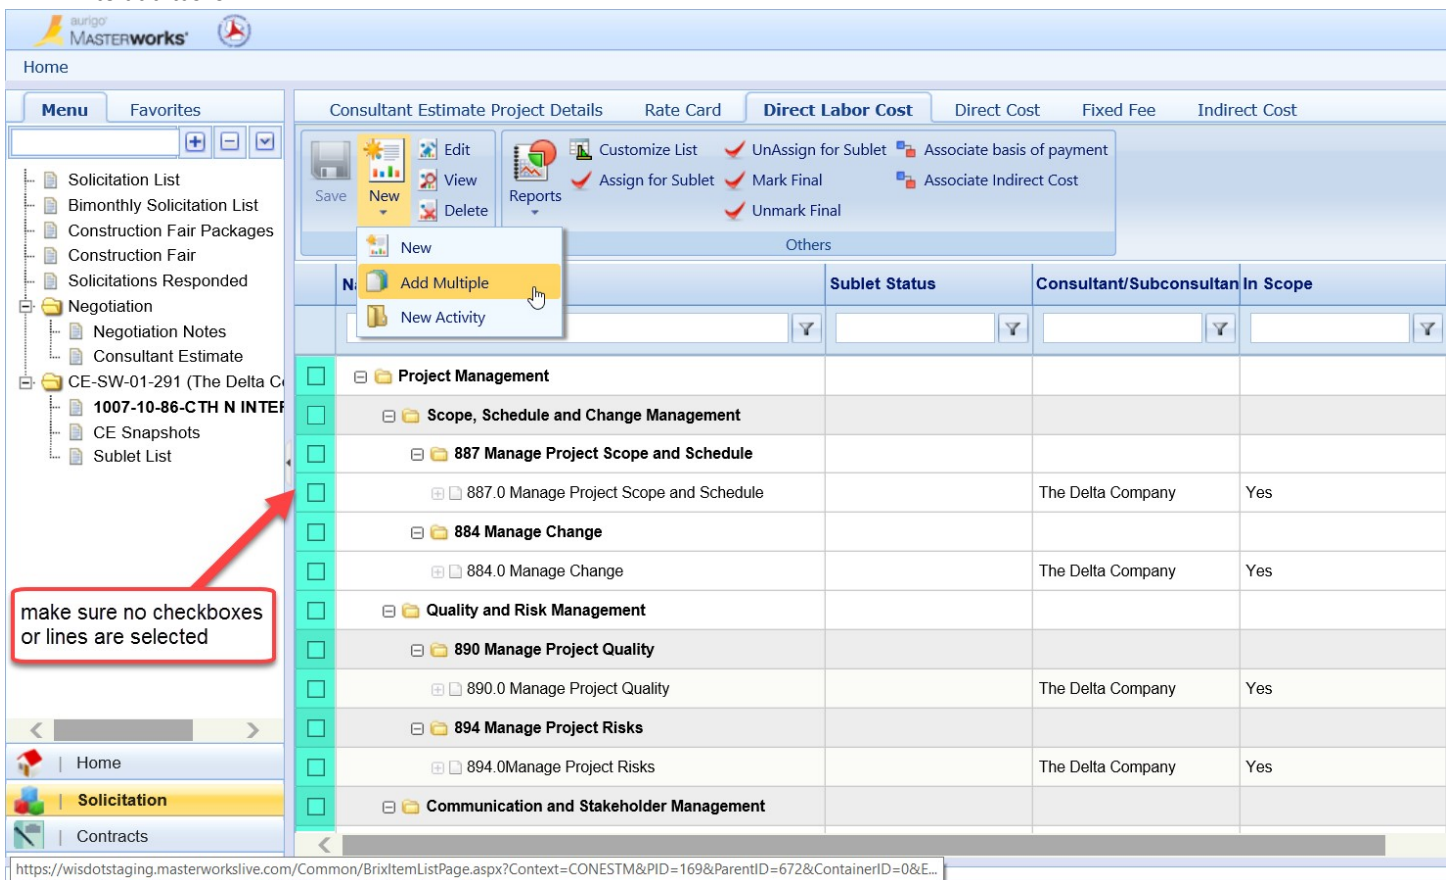 aurigo
MASTERWORKS
Home
Menu Favorites
Consultant Estimate Project Details Rate Card Direct Labor Cost Direct Cost Fixed Fee Indirect Cost
Solicitation List
Bimonthly Solicitation List
Construction Fair Packages
Construction Fair
Solicitations Responded
Negotiation
Negotiation Notes
Consultant Estimate
CE-SW-01-291 (The Delta C
1007-10-86-CTH N INTER
CE Snapshots
Sublet List
make sure no checkboxes
or lines are selected
| Home
| Solicitation
| Contracts
Save
New
Edit
View
Delete
Reports
Customize List
Assign for Sublet
UnAssign for Sublet
Mark Final
Unmark Final
Associate basis of payment
Associate Indirect Cost
Others
New
Add Multiple
New Activity
Sublet Status Consultant/Subconsultan In Scope
Project Management
Scope, Schedule and Change Management
887 Manage Project Scope and Schedule
887.0 Manage Project Scope and Schedule The Delta Company Yes
884 Manage Change
884.0 Manage Change The Delta Company Yes
Quality and Risk Management
890 Manage Project Quality
890.0 Manage Project Quality The Delta Company Yes
894 Manage Project Risks
894.0Manage Project Risks The Delta Company Yes
Communication and Stakeholder Management
https://wisdotstaging.masterworkslive.com/Common/BrixItemListPage.aspx?Context=CONESTM&PID=169&ParentID=672&ContainerID=0&E...